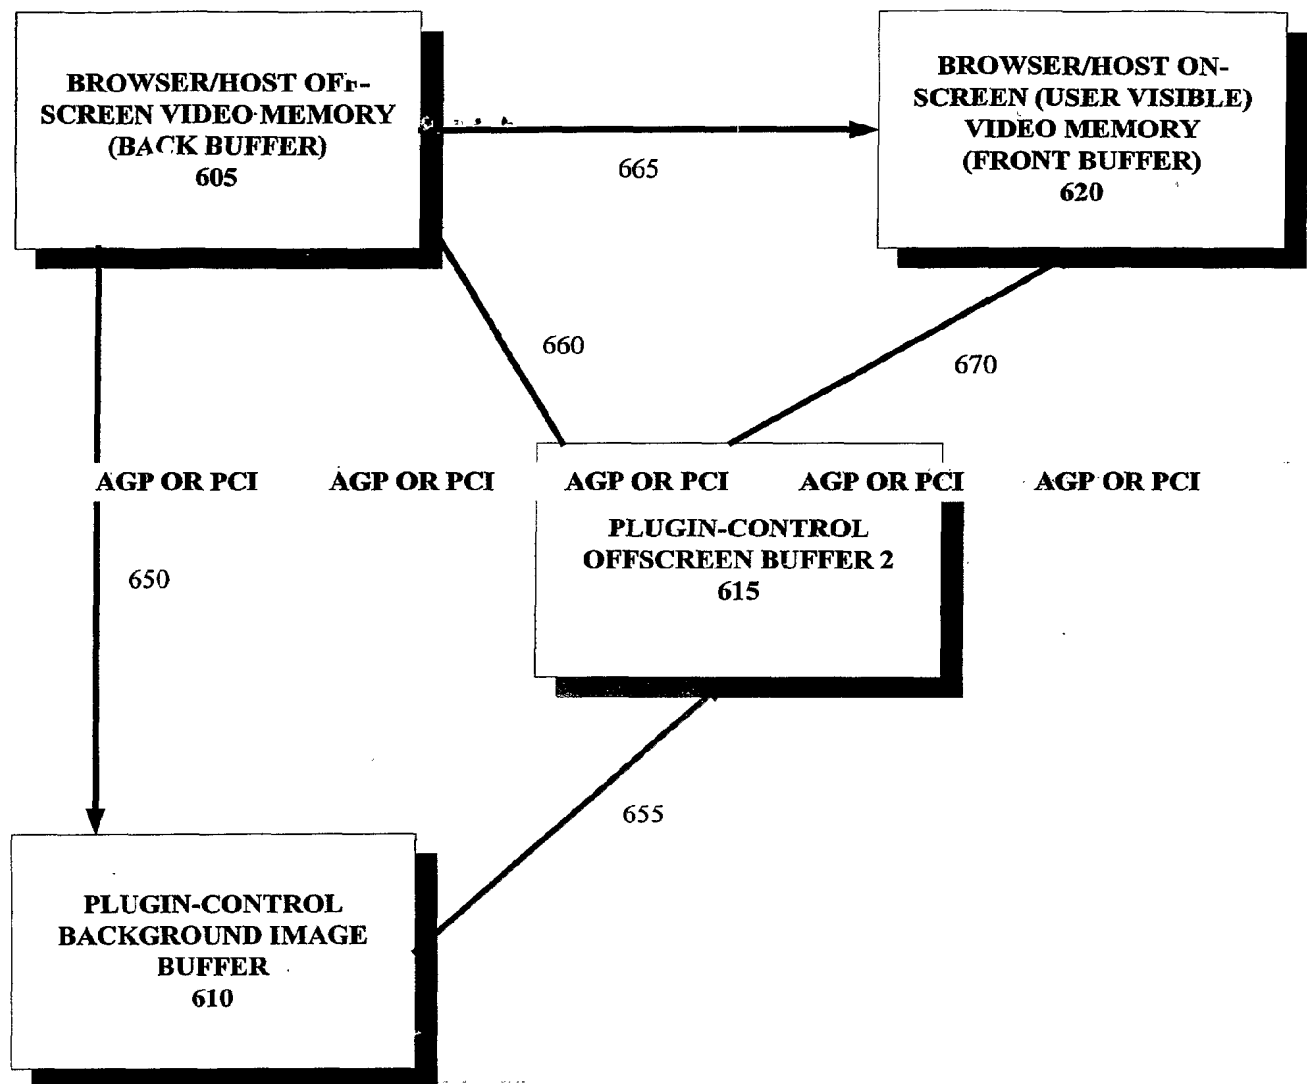 BROWSER/HOST OFF-
SCREEN VIDEO MEMORY
(BACK BUFFER)
605
BROWSER/HOST ON-
SCREEN (USER VISIBLE)
VIDEO MEMORY
(FRONT BUFFER)
620
665
660
670
AGP OR PCI AGP OR PCI AGP OR PCI AGP OR PCI AGP OR PCI
PLUGIN-CONTROL
OFFSCREEN BUFFER 2
615
650
655
PLUGIN-CONTROL
BACKGROUND IMAGE
BUFFER
610